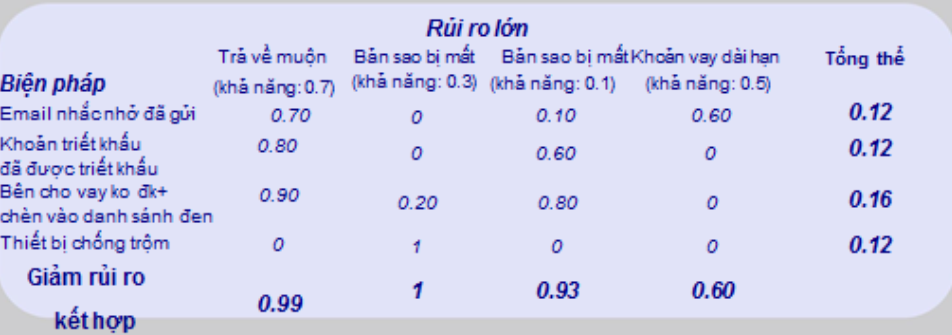 Rủi ro lớn
Trả về muộn Bản sao bị mất Bản sao bị mất Khoản vay dài hạn Tổng thể
Biện pháp (khả năng: 0.7) (khả năng: 0.3) (khả năng: 0.1) (khả năng: 0.5)
Email nhắc nhở đã gửi 0.70 0 0.10 0.60 0.12
Khoản triết khấu 0.80 0 0.60 0 0.12
đã được triết khấu
Bên cho vay ko đk+ 0.90 0.20 0.80 0 0.16
chèn vào danh sánh đen
Thiết bị chống trộm 0 1 0 0 0.12
Giảm rủi ro
kết hợp 0.99 1 0.93 0.60